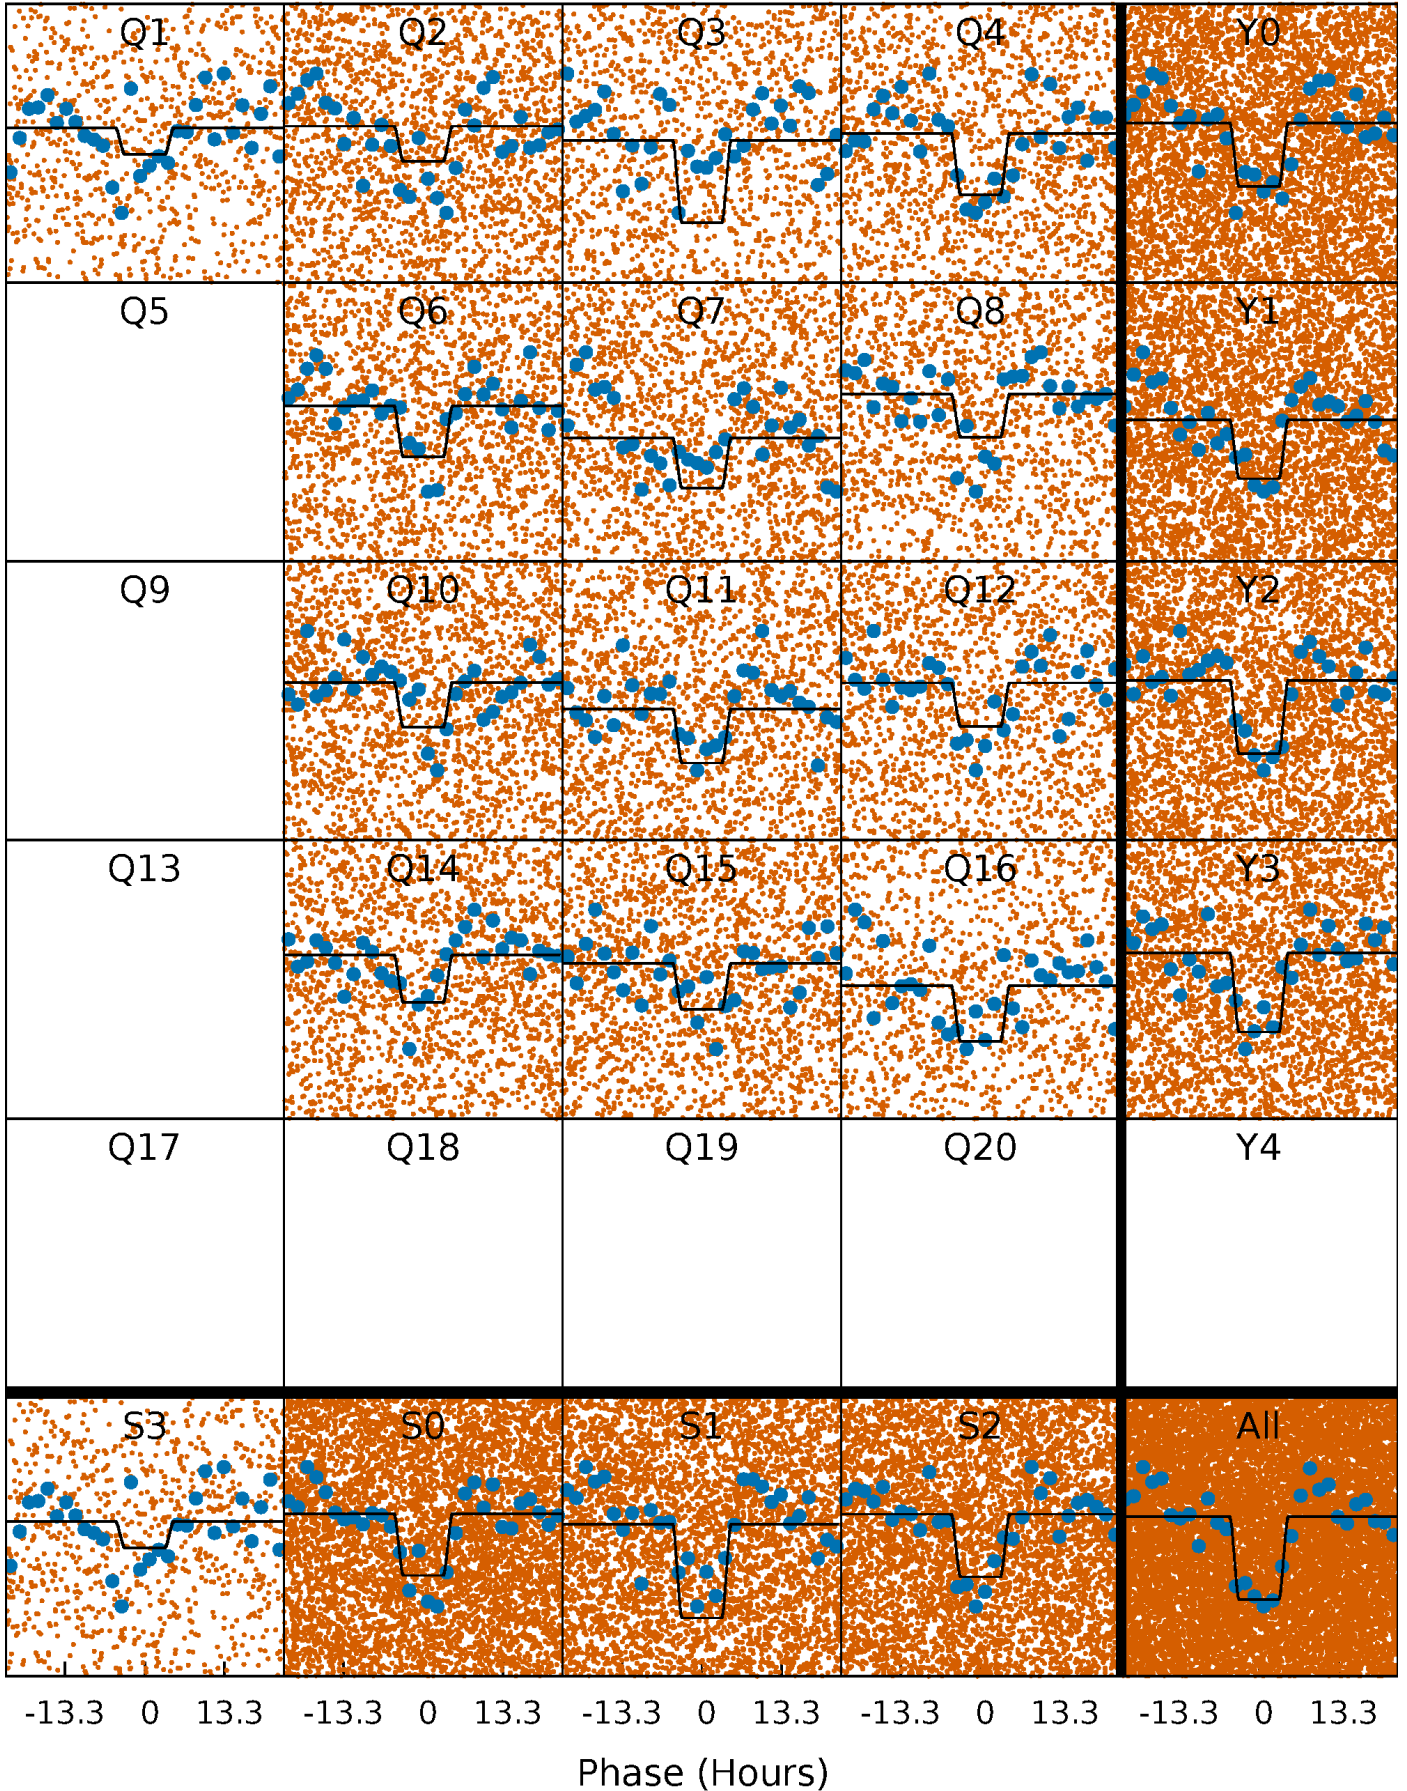 Q1 Q2 Q3 Q4 Y0
Q5 Q6 Q7 Q8 Y1
Q9 Q10 Q11 Q12 Y2
Q13 Q14 Q15 Q16 Y3
Q17 Q18 Q19 Q20 Y4
S3 S0 S1 S2 All
-13.3 0 13.3 -13.3 0 13.3 -13.3 0 13.3 -13.3 0 13.3 -13.3 0 13.3
Phase (Hours)